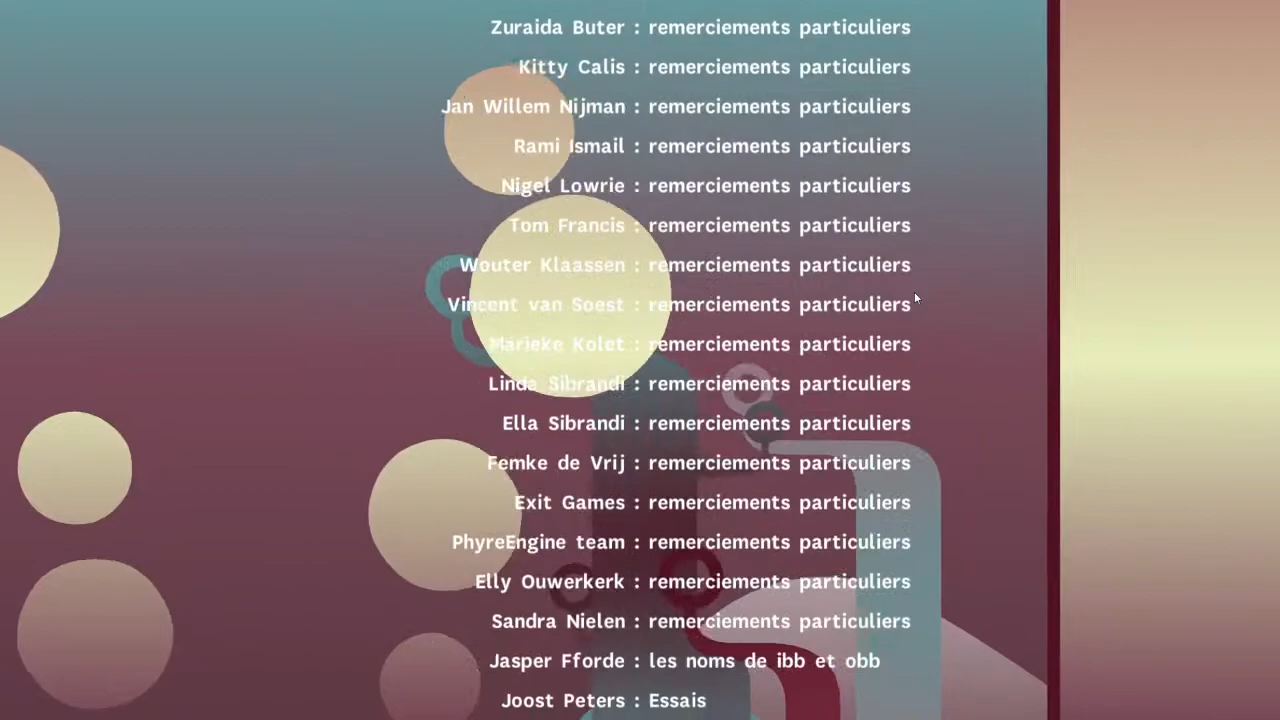 Zuraida Buter : remerciements particuliers
Kitty Calis : remerciements particuliers
Jan Willem Nijman : remerciements particuliers
Rami Ismail : remerciements particuliers
Nigel Lowrie : remerciements particuliers
Tom Francis : remerciements particuliers
Wouter Klaassen : remerciements particuliers
Vincent van Soest : remerciements particuliers
Marieke Kolet : remerciements particuliers
Linda Sibrandi : remerciements particuliers
Ella Sibrandi : remerciements particuliers
Femke de Vrij : remerciements particuliers
Exit Games : remerciements particuliers
PhyreEngine team : remerciements particuliers
Elly Ouwerkerk : remerciements particuliers
Sandra Nielen : remerciements particuliers
Jasper Fforde : les noms de ibb et obb
Joost Peters : Essais